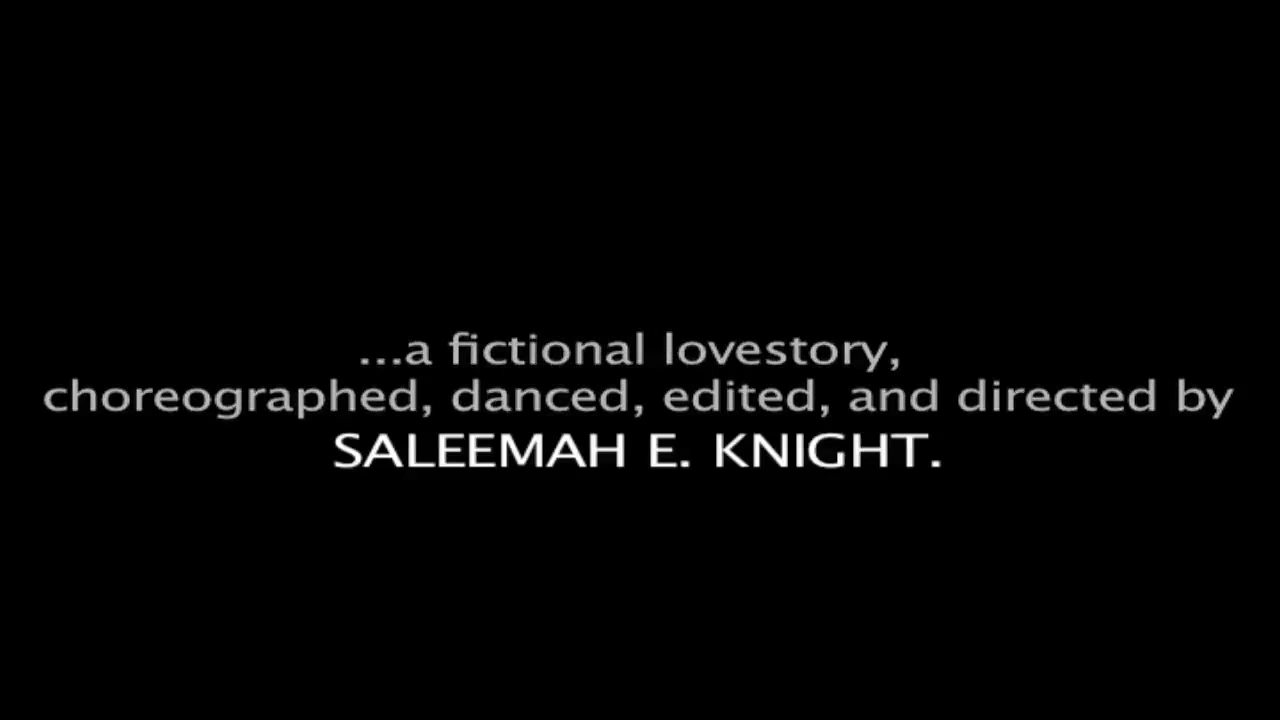 ...a fictional lovestory,
choreographed, danced, edited, and directed by
SALEEMAH E. KNIGHT.